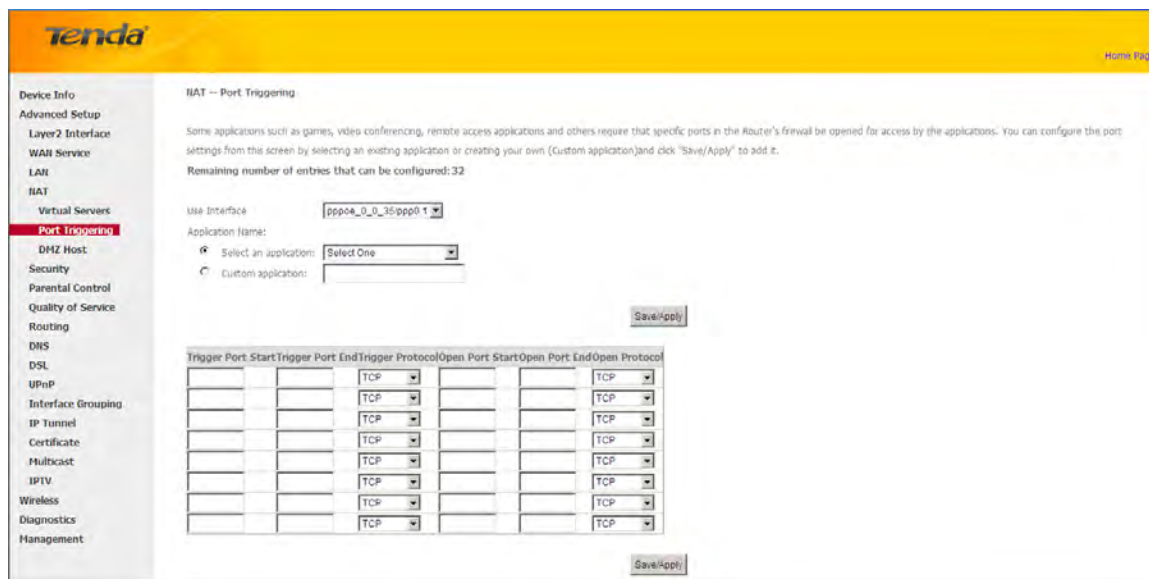 Tenda
Home Pag
Device Info
Advanced Setup
Layer2 Interface
WAN Service
LAN
NAT
Virtual Servers
Port Triggering
DMZ Host
Security
Parental Control
Quality of Service
Routing
DNS
DSL
UPnP
Interface Grouping
IP Tunnel
Certificate
Multicast
IPTV
Wireless
Diagnostics
Management
NAT -- Port Triggering
Some applications such as games, video conferencing, remote access applications and others require that specific ports in the Router's firewall be opened for access by the applications. You can configure the port
settings from this screen by selecting an existing application or creating your own (Custom application)and click "Save/Apply" to add it.
Remaining number of entries that can be configured:32
Use Interface pppoe_0_0_35/ppp0.1
Application Name:
Select an application: Select One
Custom application:
Save/Apply
Trigger Port Start Trigger Port End Trigger Protocol Open Port Start Open Port End Open Protocol
TCP TCP
TCP TCP
TCP TCP
TCP TCP
TCP TCP
TCP TCP
TCP TCP
TCP TCP
Save/Apply